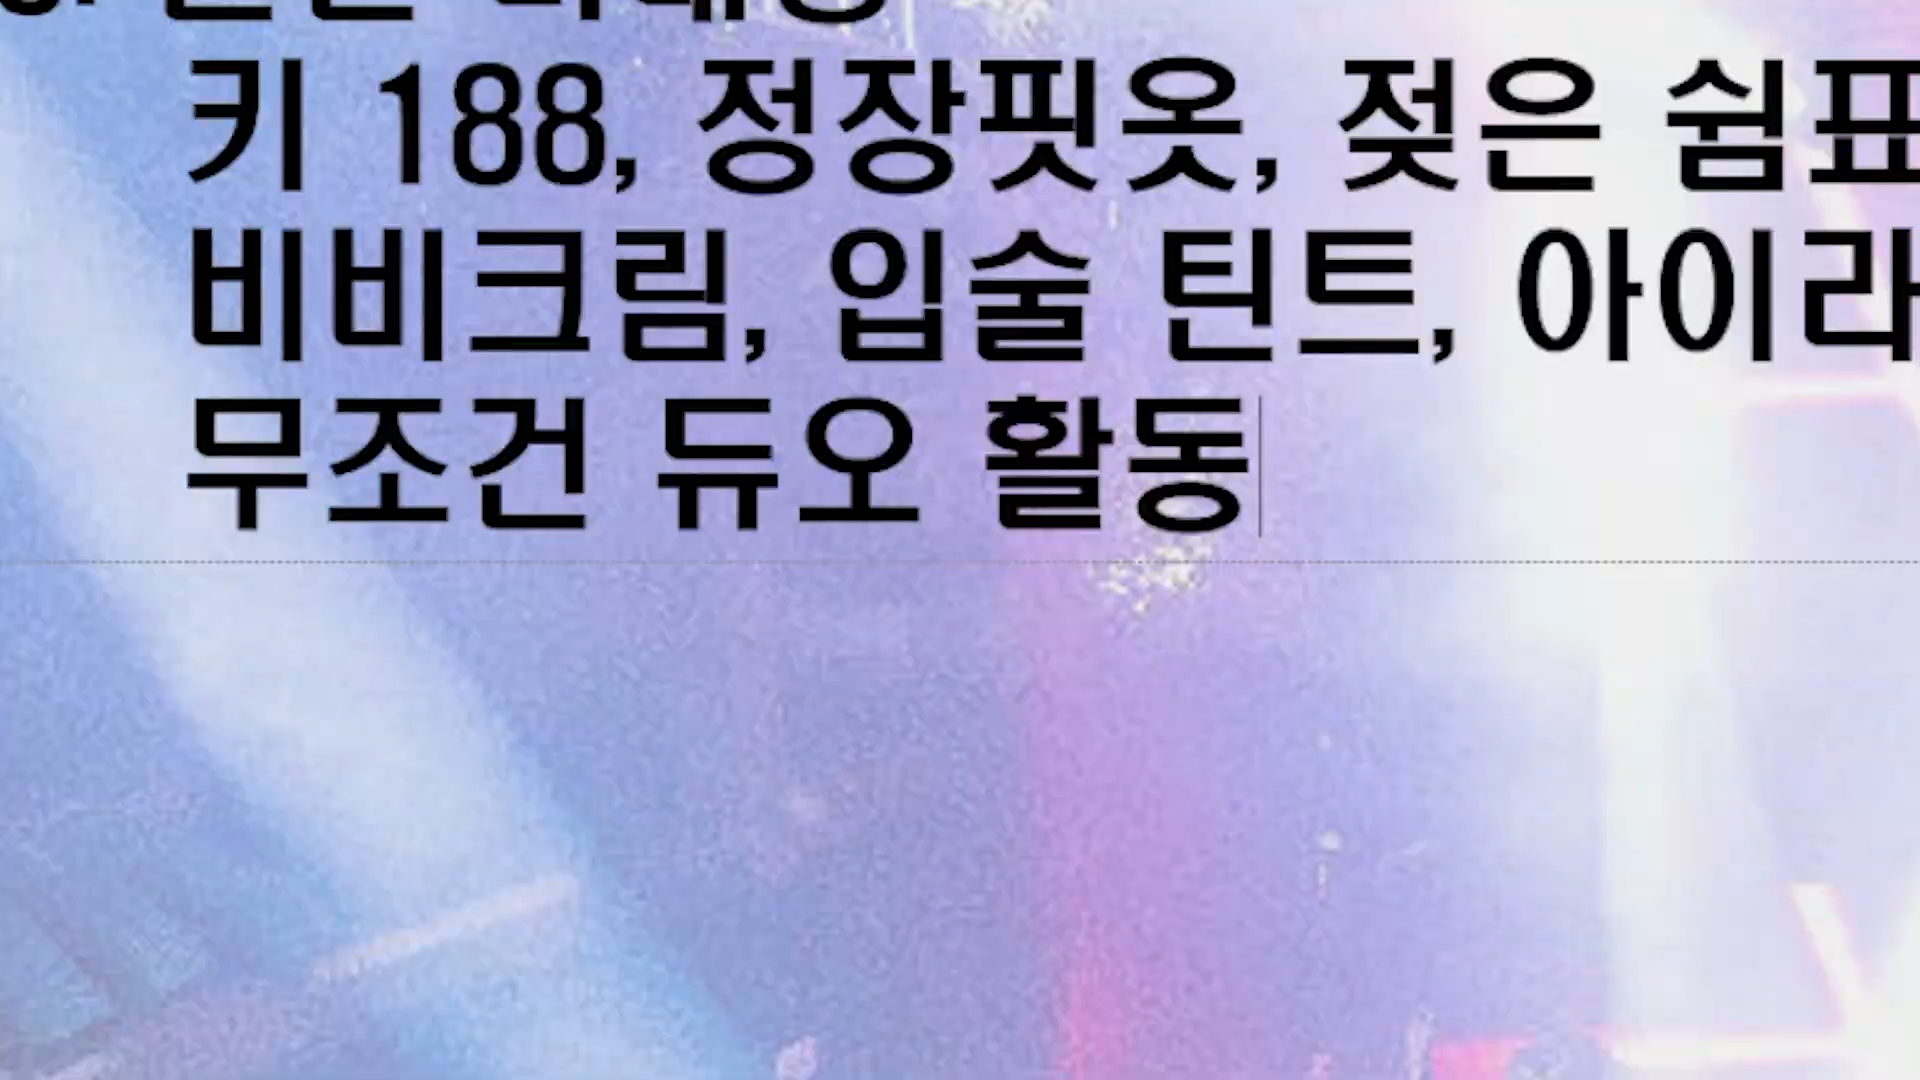 키 188, 정장핏옷, 젖은 쉼표
비비크림, 입술 틴트, 아이라
무조건 듀오 활동